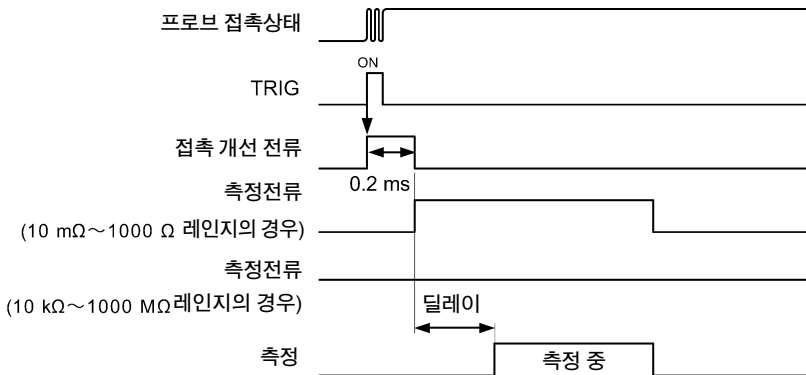 프로브 접촉상태
ON
TRIG
접촉 개선 전류
0.2 ms
측정전류
(10 mΩ～1000 Ω 레인지의 경우)
측정전류
(10 kΩ～1000 MΩ레인지의 경우)
딜레이
측정
측정 중